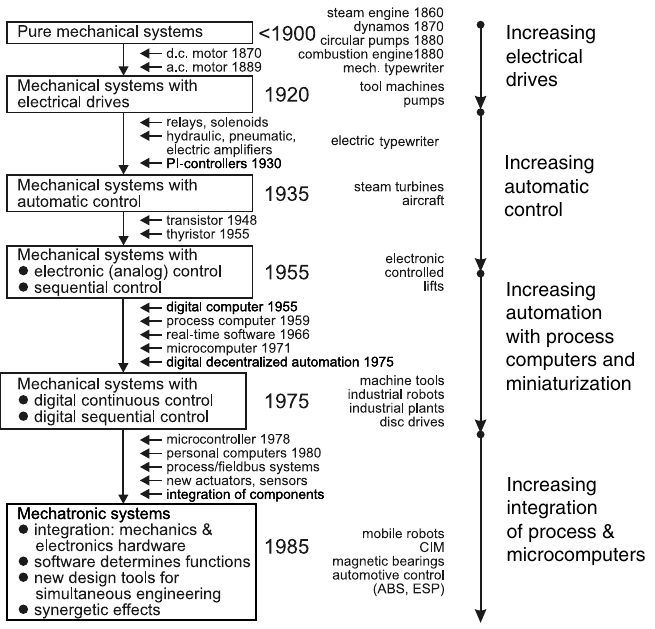 Pure mechanical systems
<1900
steam engine 1860
dynamos 1870
circular pumps 1880
combustion engine1880
mech. typewriter
d.c. motor 1870
a.c. motor 1889
Increasing
electrical
drives
Mechanical systems with
electrical drives
1920
tool machines
pumps
relays, solenoids
hydraulic, pneumatic,
electric amplifiers
PI-controllers 1930
electric typewriter
Increasing
automatic
control
Mechanical systems with
automatic control
1935
steam turbines
aircraft
transistor 1948
thyristor 1955
Mechanical systems with
● electronic (analog) control
● sequential control
1955
electronic
controlled
lifts
digital computer 1955
process computer 1959
real-time software 1966
microcomputer 1971
digital decentralized automation 1975
Increasing
automation
with process
computers and
miniaturization
Mechanical systems with
● digital continuous control
● digital sequential control
1975
machine tools
industrial robots
industrial plants
disc drives
microcontroller 1978
personal computers 1980
process/fieldbus systems
new actuators, sensors
integration of components
Increasing
integration
of process &
microcomputers
Mechatronic systems
● integration: mechanics &
electronics hardware
● software determines functions
● new design tools for
simultaneous engineering
● synergetic effects
1985
mobile robots
CIM
magnetic bearings
automotive control
(ABS, ESP)